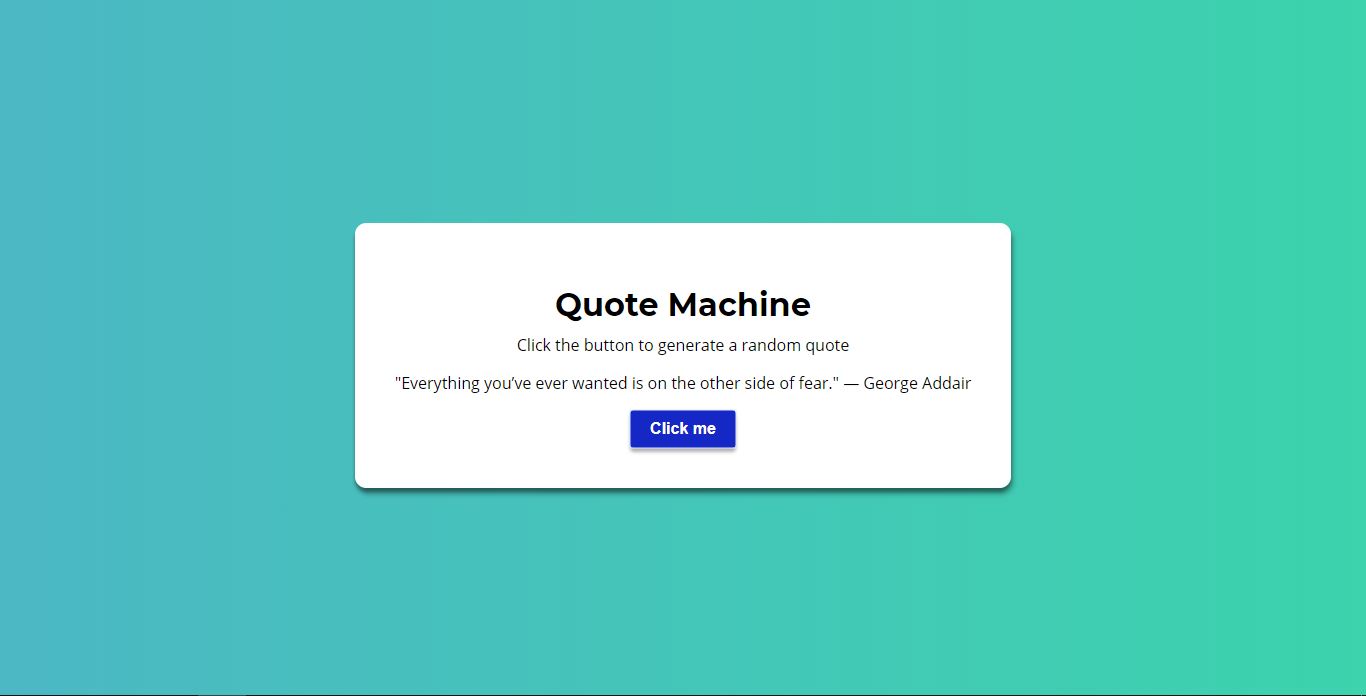 Quote Machine
Click the button to generate a random quote
"Everything you’ve ever wanted is on the other side of fear." — George Addair
Click me